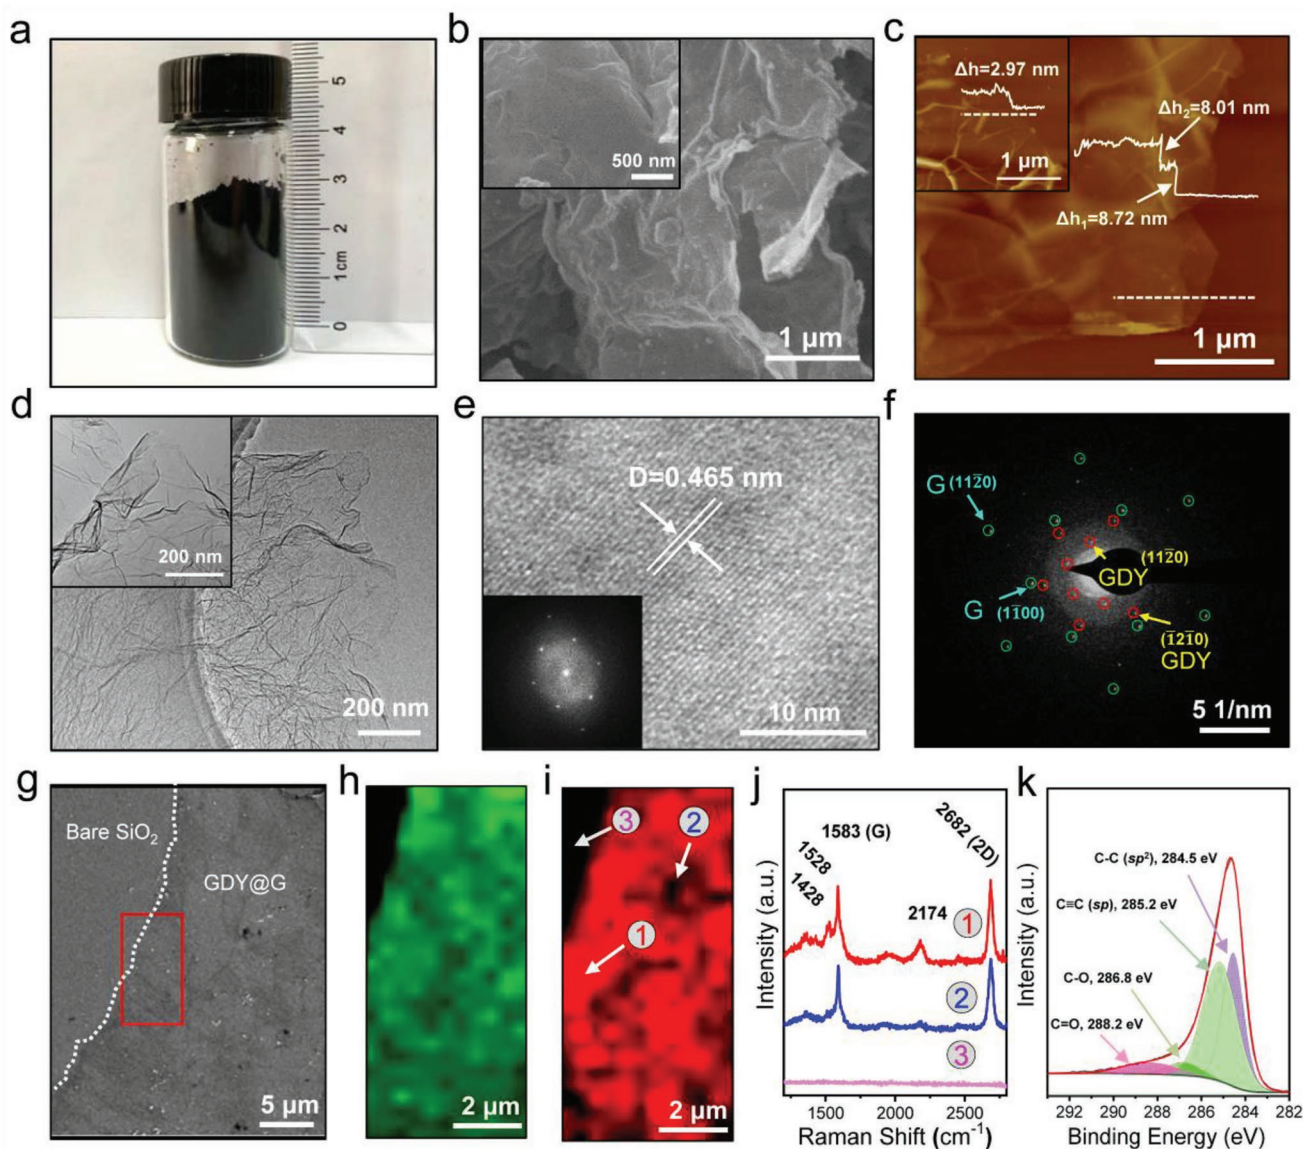 a
5
4
3
2
1 cm
0
b
500 nm
1 μm
c
Δh=2.97 nm
1 μm
Δh₂=8.01 nm
Δh₁=8.72 nm
1 μm
d
200 nm
200 nm
e
D=0.465 nm
10 nm
f
G (112̅0)
(112̅0)
GDY
G (11̅00)
(1̅21̅0)
GDY
5 1/nm
g
Bare SiO₂
GDY@G
5 μm
h
2 μm
i
3
2
1
2 μm
j
2682 (2D)
1583 (G)
1528
1428
2174
1
2
3
Intensity (a.u.)
1500 2000 2500
Raman Shift (cm⁻¹)
k
C-C (sp²), 284.5 eV
C≡C (sp), 285.2 eV
C-O, 286.8 eV
C=O, 288.2 eV
Intensity (a.u.)
292 290 288 286 284 282
Binding Energy (eV)